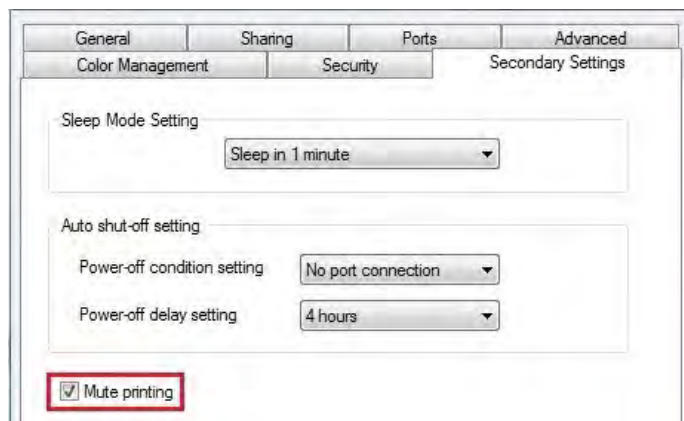 General Sharing Ports Advanced
Color Management Security Secondary Settings
Sleep Mode Setting
Sleep in 1 minute
Auto shut-off setting
Power-off condition setting No port connection
Power-off delay setting 4 hours
Mute printing